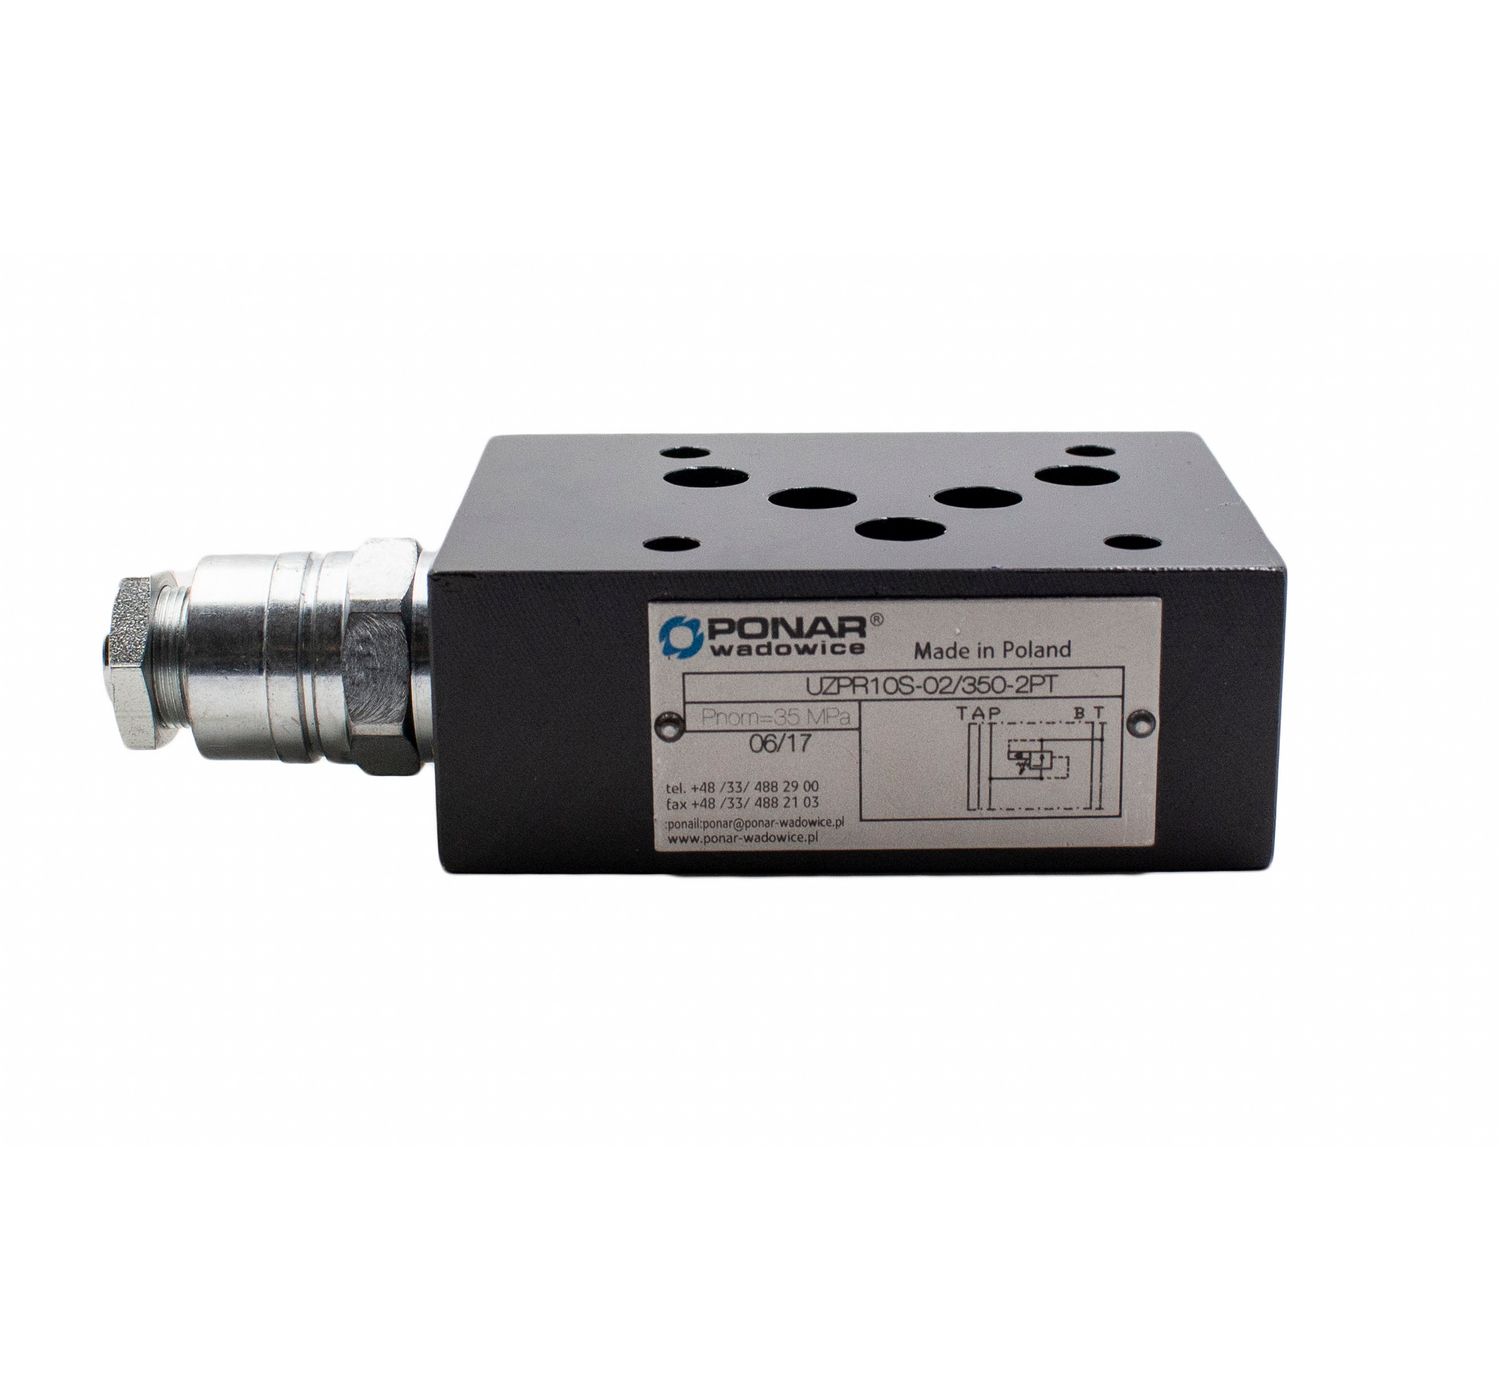 PONAR®
wadowice
Made in Poland
UZPR10S-02/350-2PT
Pnom=35 MPa
06/17
T A P B T
tel. +48 /33/ 488 29 00
fax +48 /33/ 488 21 03
:ponail:ponar@ponar-wadowice.pl
www.ponar-wadowice.pl